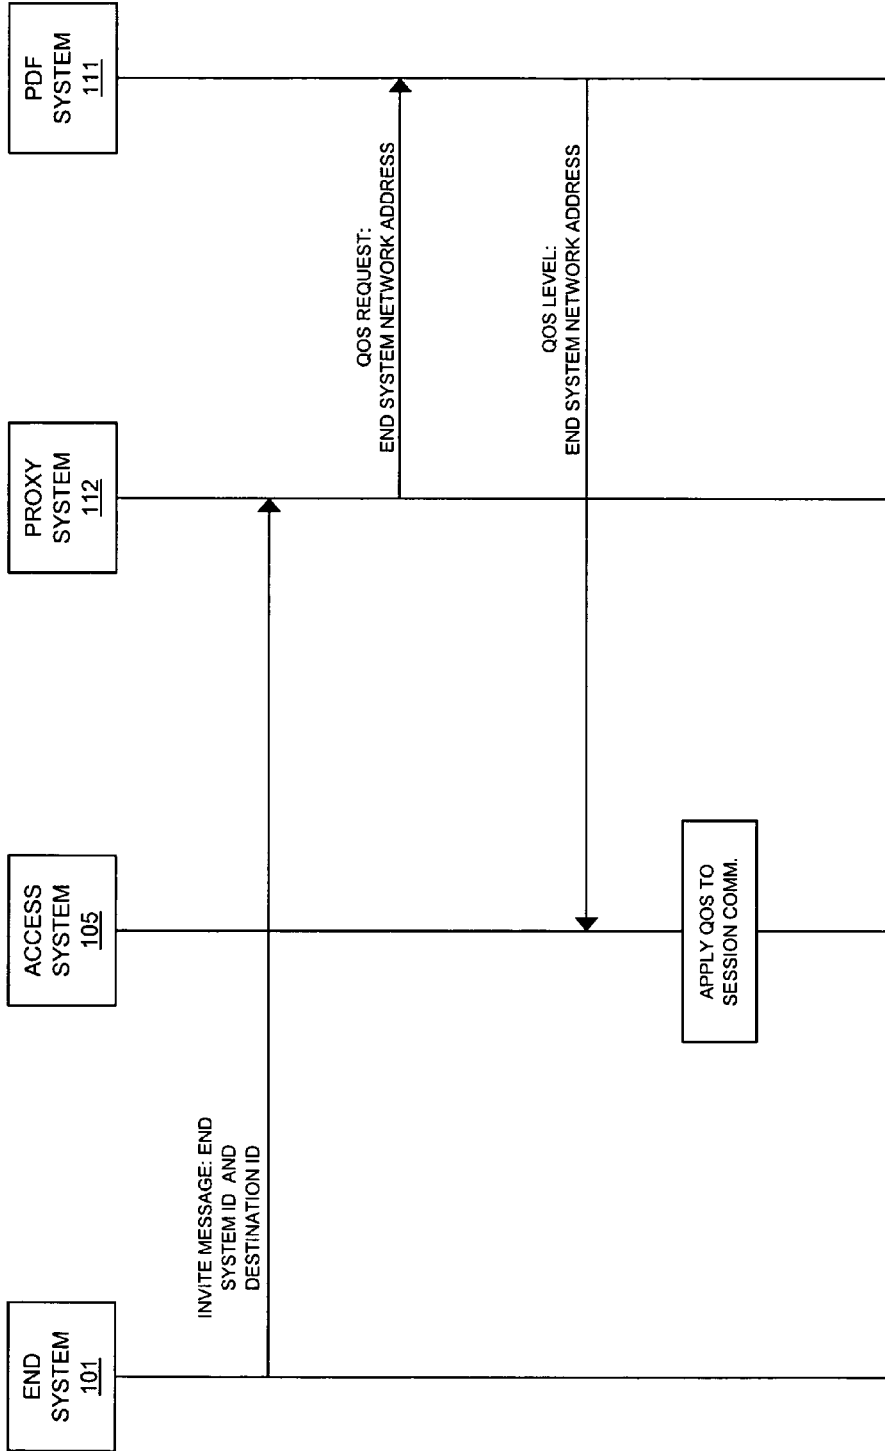 END
SYSTEM
101
ACCESS
SYSTEM
105
PROXY
SYSTEM
112
PDF
SYSTEM
111
INVITE MESSAGE: END
SYSTEM ID AND
DESTINATION ID
QOS REQUEST:
END SYSTEM NETWORK ADDRESS
QOS LEVEL:
END SYSTEM NETWORK ADDRESS
APPLY QOS TO
SESSION COMM.